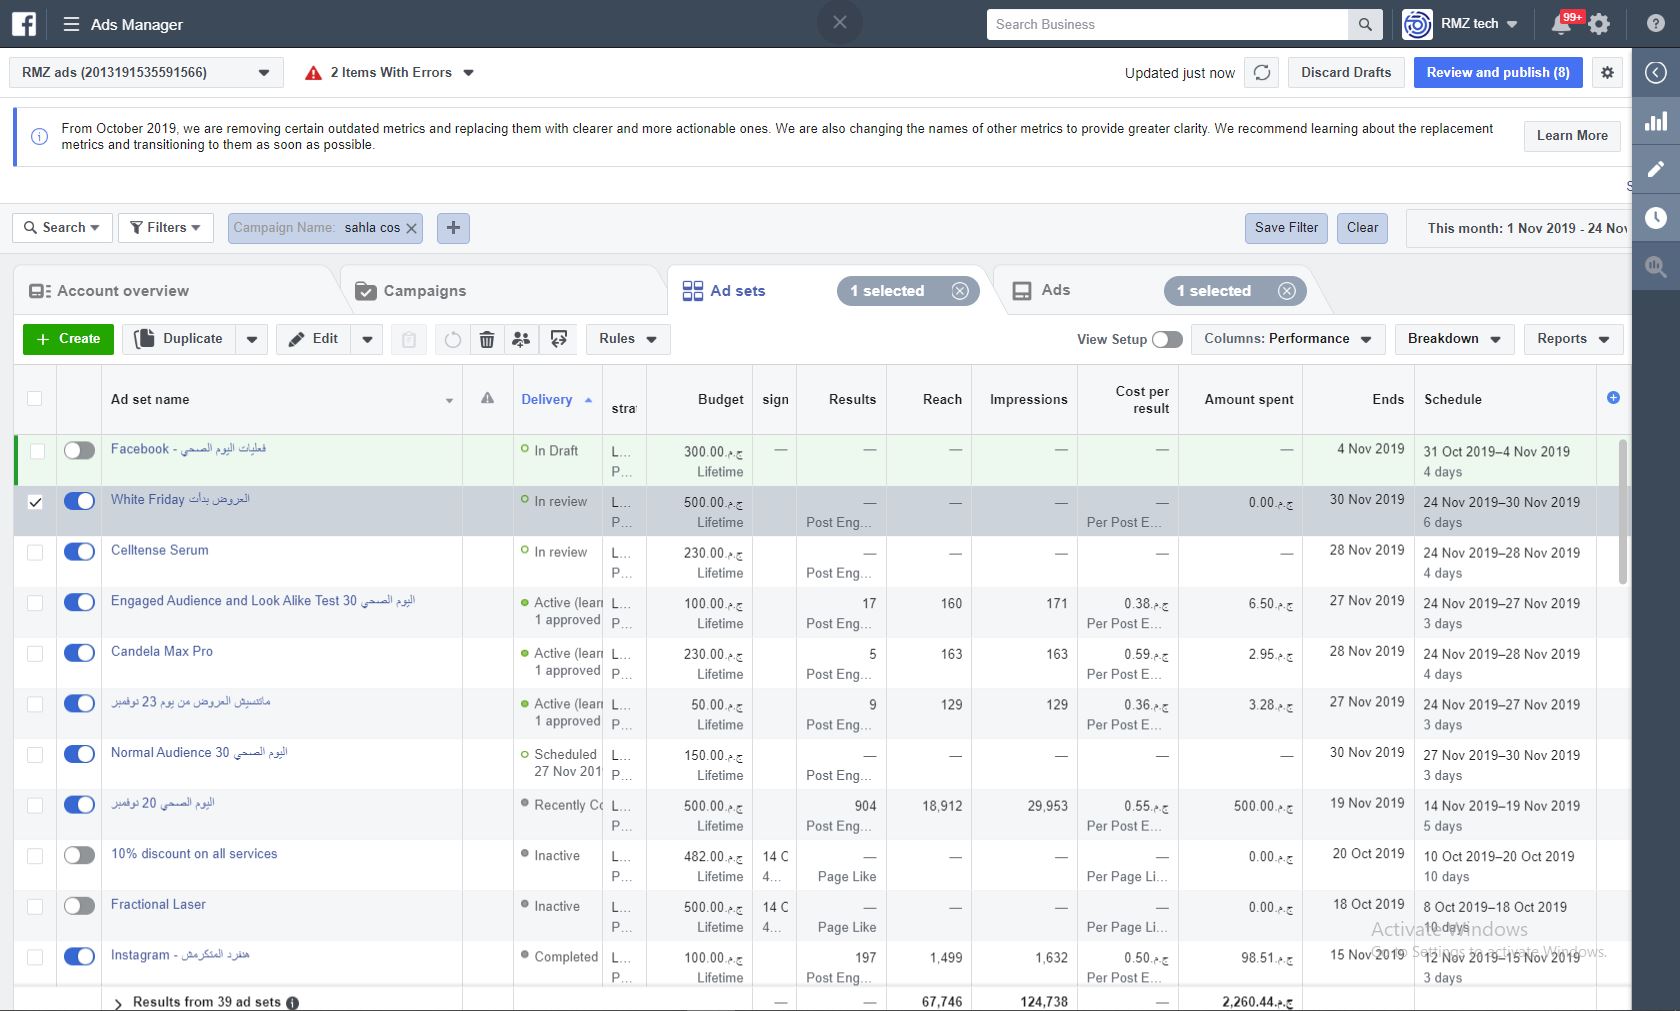 Ads Manager
Search Business
RMZ tech
99+
RMZ ads (2013191535591566)
2 Items With Errors
Updated just now
Discard Drafts
Review and publish (8)
From October 2019, we are removing certain outdated metrics and replacing them with clearer and more actionable ones. We are also changing the names of other metrics to provide greater clarity. We recommend learning about the replacement
metrics and transitioning to them as soon as possible.
Learn More
Search
Filters
Campaign Name: sahla cos
Save Filter
Clear
This month: 1 Nov 2019 - 24 Nov
Account overview
Campaigns
Ad sets
1 selected
Ads
1 selected
Create
Duplicate
Edit
Rules
View Setup
Columns: Performance
Breakdown
Reports
Ad set name Delivery strat Budget sign Results Reach Impressions Cost per result Amount spent Ends Schedule
Facebook - فعليات اليوم الصحي In Draft L... 300.00ج.م. — — — — — — 4 Nov 2019 31 Oct 2019–4 Nov 2019
P... Lifetime 4 days
White Friday العروض بدأت In review L... 500.00ج.م. — — — — 0.00ج.م. 30 Nov 2019 24 Nov 2019–30 Nov 2019
P... Lifetime Post Eng... Per Post E... 6 days
Celltense Serum In review L... 230.00ج.م. — — — — — 28 Nov 2019 24 Nov 2019–28 Nov 2019
P... Lifetime Post Eng... 4 days
Engaged Audience and Look Alike Test 30 اليوم الصحي Active (learn L... 100.00ج.م. 17 160 171 0.38ج.م. 6.50ج.م. 27 Nov 2019 24 Nov 2019–27 Nov 2019
1 approved P... Lifetime Post Eng... Per Post E... 3 days
Candela Max Pro Active (learn L... 230.00ج.م. 5 163 163 0.59ج.م. 2.95ج.م. 28 Nov 2019 24 Nov 2019–28 Nov 2019
1 approved P... Lifetime Post Eng... Per Post E... 4 days
ماتنسيش العروض من يوم 23 نوفمبر Active (learn L... 50.00ج.م. 9 129 129 0.36ج.م. 3.28ج.م. 27 Nov 2019 24 Nov 2019–27 Nov 2019
1 approved P... Lifetime Post Eng... Per Post E... 3 days
Normal Audience 30 اليوم الصحي Scheduled L... 150.00ج.م. — — — — — 30 Nov 2019 27 Nov 2019–30 Nov 2019
27 Nov 201 P... Lifetime Post Eng... 3 days
اليوم الصحي 20 نوفمبر Recently Co L... 500.00ج.م. 904 18,912 29,953 0.55ج.م. 500.00ج.م. 19 Nov 2019 14 Nov 2019–19 Nov 2019
P... Lifetime Post Eng... Per Post E... 5 days
10% discount on all services Inactive L... 482.00ج.م. 14 O — — — — 0.00ج.م. 20 Oct 2019 10 Oct 2019–20 Oct 2019
P... Lifetime 4... Page Like Per Page Li... 10 days
Fractional Laser Inactive L... 500.00ج.م. 14 O — — — — 0.00ج.م. 18 Oct 2019 8 Oct 2019–18 Oct 2019
P... Lifetime 4... Page Like Per Page Li... 10 days
Activate Windows
Instagram - هنفرد المتكرمش Completed L... 100.00ج.م. 197 1,499 1,632 0.50ج.م. 98.51ج.م. 15 Nov 2019 12 Nov 2019–15 Nov 2019
Go to Settings to activate Windows.
P... Lifetime Post Eng... Per Post E... 3 days
Results from 39 ad sets — — 67,746 124,738 — 2,260.44ج.م.